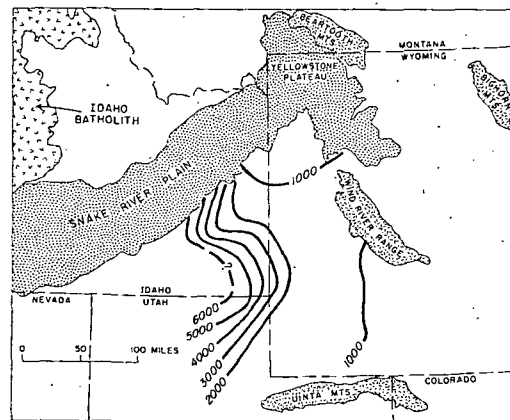 BEARTOOTH
MTS.
MONTANA
WYOMING
YELLOWSTONE
PLATEAU
BIGHORN
MTS.
IDAHO
BATHOLITH
SNAKE RIVER PLAIN
1000
WIND RIVER
RANGE
?
NEVADA
IDAHO
UTAH
6000
5000
4000
3000
2000
1000
0 50 100 MILES
COLORADO
UINTA MTS.